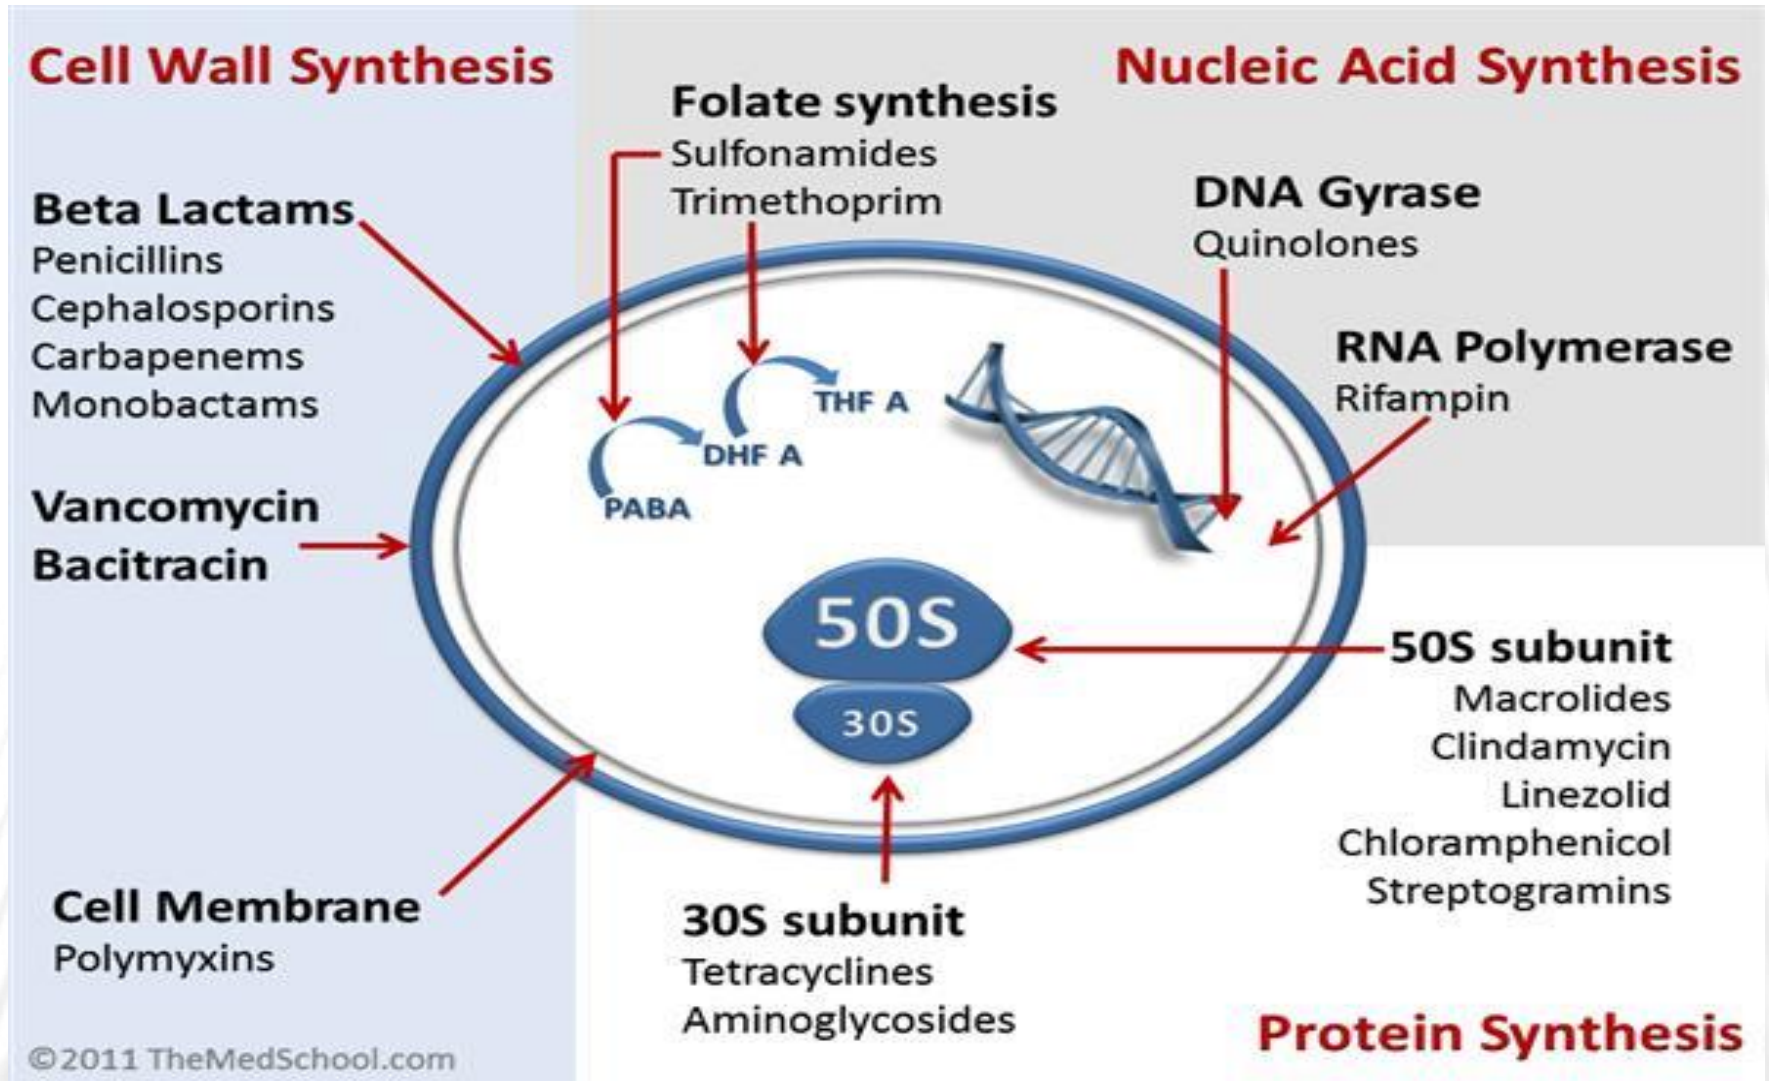 Cell Wall Synthesis
Beta Lactams
Penicillins
Cephalosporins
Carbapenems
Monobactams
Vancomycin
Bacitracin
Cell Membrane
Polymyxins
©2011 TheMedSchool.com
Nucleic Acid Synthesis
Folate synthesis
Sulfonamides
Trimethoprim
DNA Gyrase
Quinolones
RNA Polymerase
Rifampin
THF A
DHF A
PABA
50S
30S
50S subunit
Macrolides
Clindamycin
Linezolid
Chloramphenicol
Streptogramins
30S subunit
Tetracyclines
Aminoglycosides
Protein Synthesis